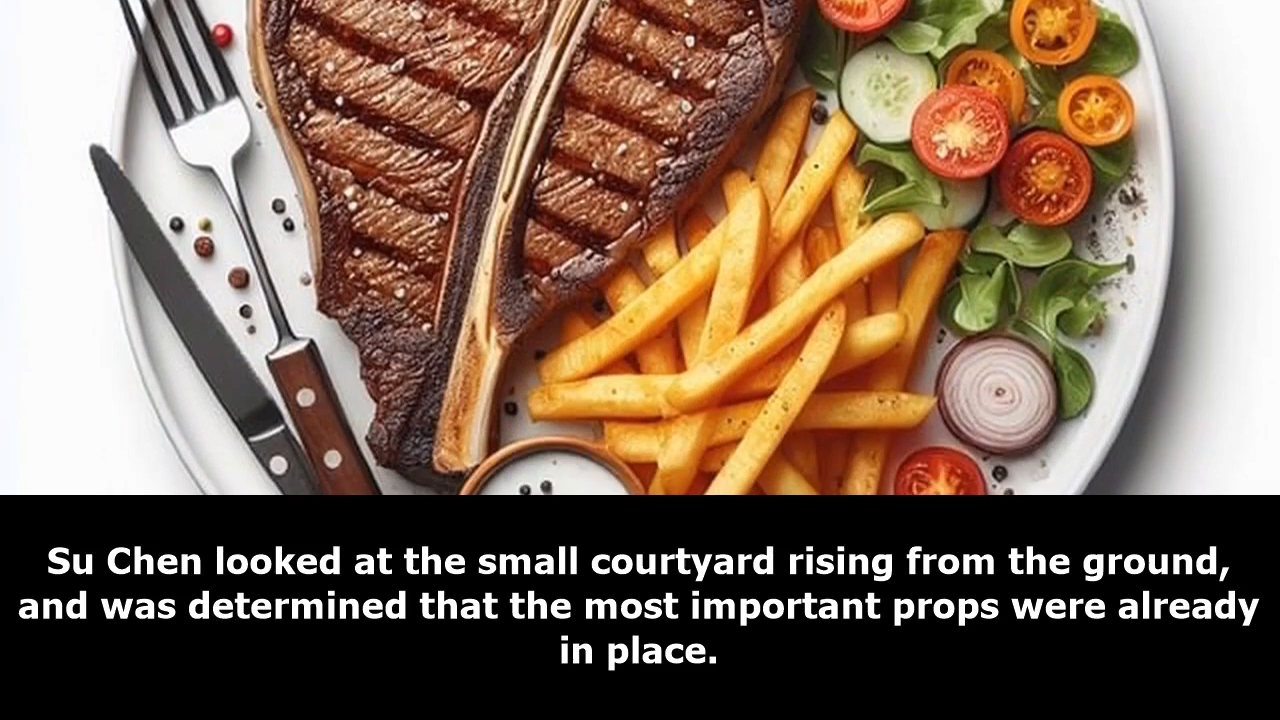 Su Chen looked at the small courtyard rising from the ground,
and was determined that the most important props were already
in place.